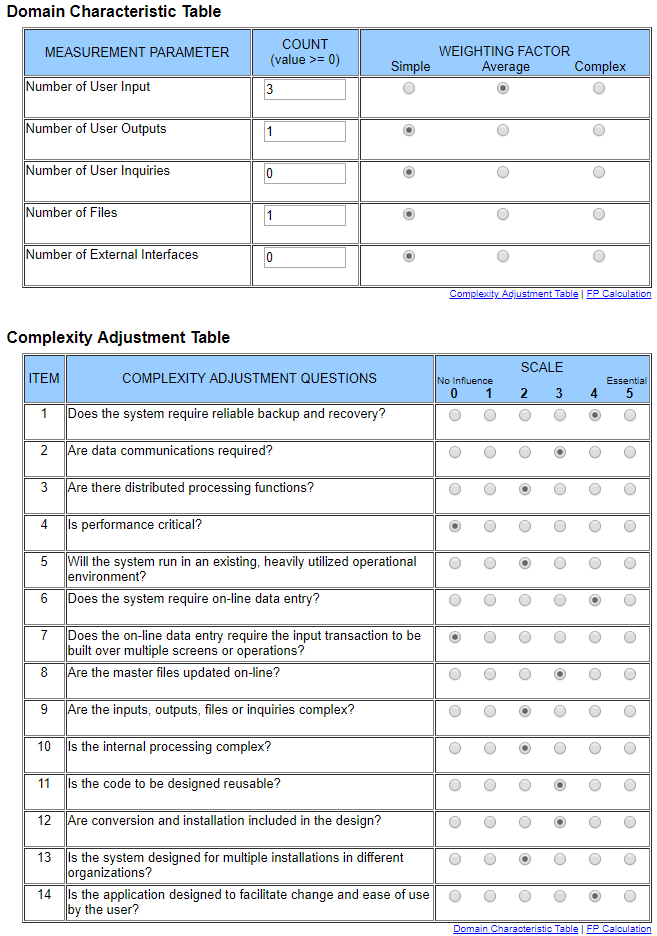 Domain Characteristic Table
MEASUREMENT PARAMETER
COUNT
(value >= 0)
WEIGHTING FACTOR
Simple Average Complex
Number of User Input 3
Number of User Outputs 1
Number of User Inquiries 0
Number of Files 1
Number of External Interfaces 0
Complexity Adjustment Table | FP Calculation
Complexity Adjustment Table
ITEM COMPLEXITY ADJUSTMENT QUESTIONS
SCALE
No Influence Essential
0 1 2 3 4 5
1 Does the system require reliable backup and recovery?
2 Are data communications required?
3 Are there distributed processing functions?
4 Is performance critical?
5 Will the system run in an existing, heavily utilized operational
environment?
6 Does the system require on-line data entry?
7 Does the on-line data entry require the input transaction to be
built over multiple screens or operations?
8 Are the master files updated on-line?
9 Are the inputs, outputs, files or inquiries complex?
10 Is the internal processing complex?
11 Is the code to be designed reusable?
12 Are conversion and installation included in the design?
13 Is the system designed for multiple installations in different
organizations?
14 Is the application designed to facilitate change and ease of use
by the user?
Domain Characteristic Table | FP Calculation